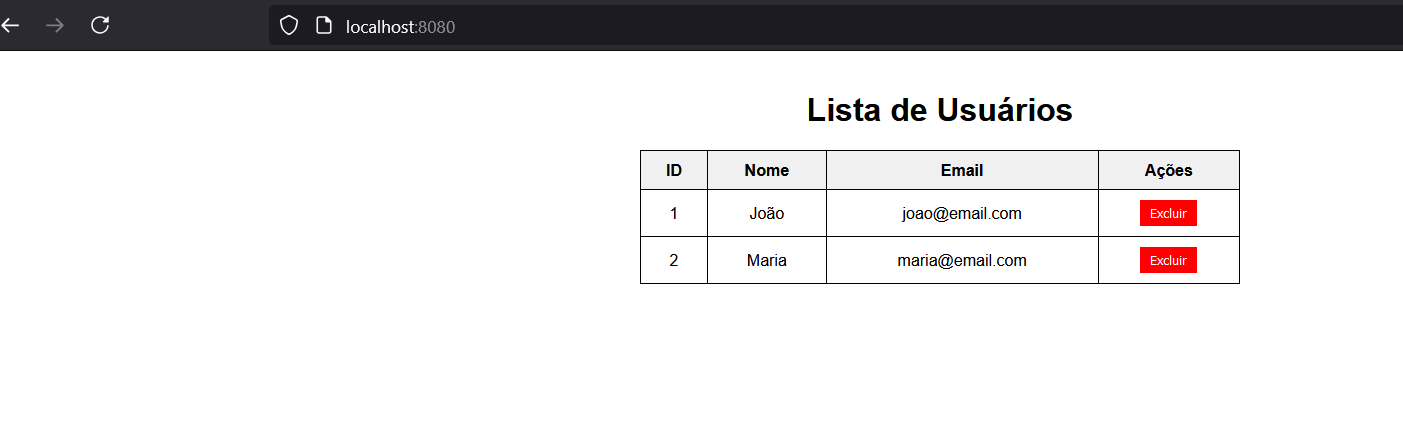 localhost:8080
Lista de Usuários
ID Nome Email Ações
1 João joao@email.com Excluir
2 Maria maria@email.com Excluir